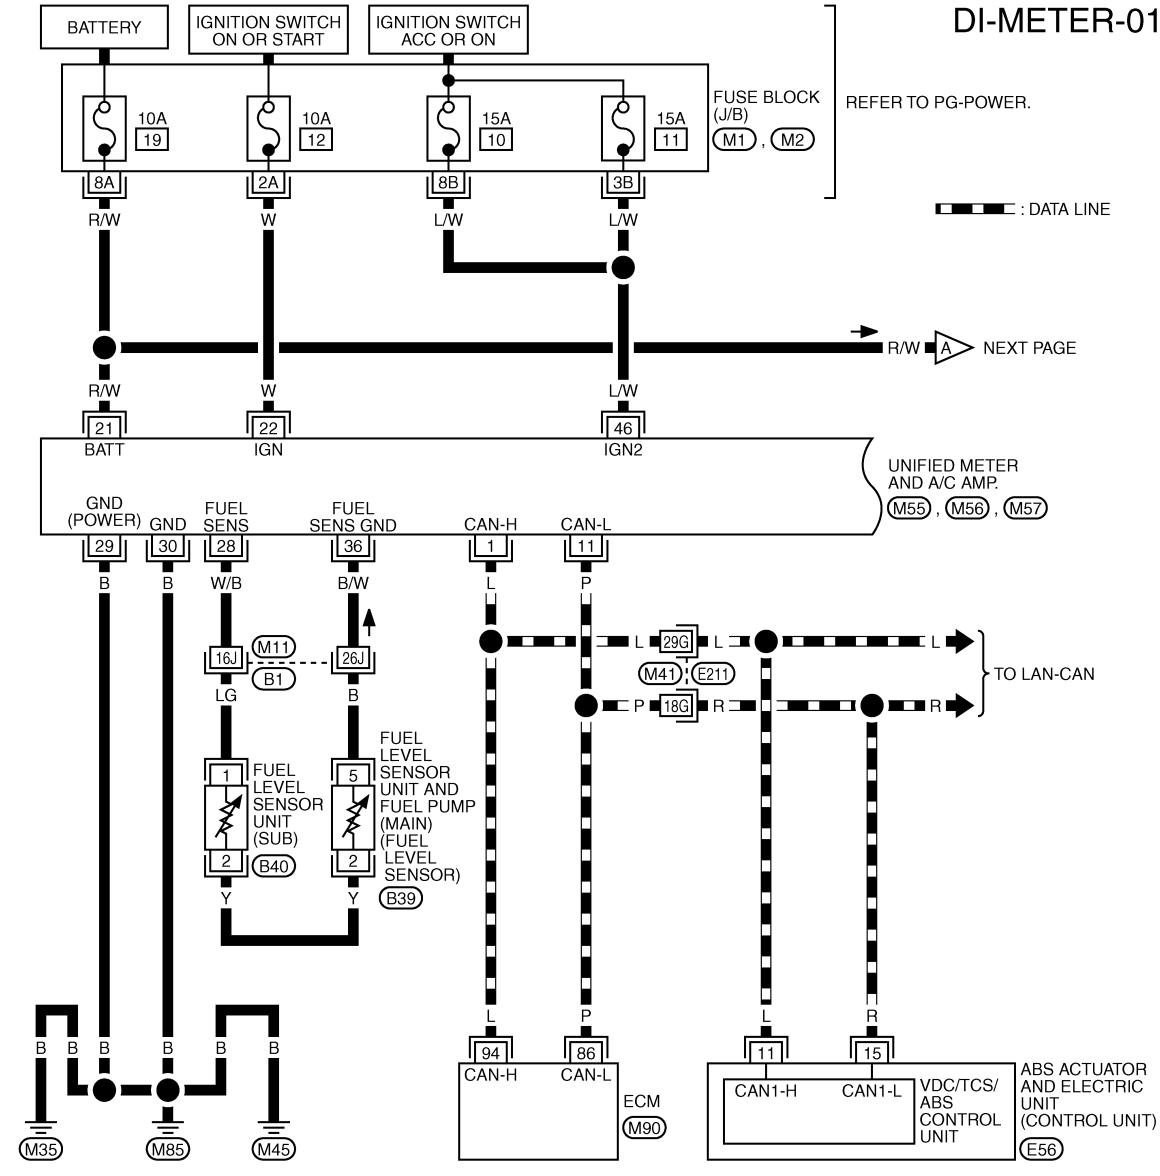 DI-METER-01
BATTERY
IGNITION SWITCH
ON OR START
IGNITION SWITCH
ACC OR ON
10A
19
10A
12
15A
10
15A
11
FUSE BLOCK
(J/B)
M1 , M2
REFER TO PG-POWER.
8A
2A
8B
3B
R/W
W
L/W
L/W
: DATA LINE
R/W
A
NEXT PAGE
R/W
W
L/W
21
22
46
BATT
IGN
IGN2
UNIFIED METER
AND A/C AMP.
M55 , M56 , M57
GND
(POWER)
GND
FUEL
SENS
FUEL
SENS GND
CAN-H
CAN-L
29
30
28
36
1
11
B
B
W/B
B/W
L
P
16J
M11
B1
26J
L
29G
L
L
M41
E211
TO LAN-CAN
LG
B
P
18G
R
R
1
FUEL
LEVEL
SENSOR
UNIT
(SUB)
2
B40
5
FUEL
LEVEL
SENSOR
UNIT AND
FUEL PUMP
(MAIN)
(FUEL
LEVEL
SENSOR)
2
B39
Y
Y
L
P
L
R
B
B
B
B
B
B
94
86
11
15
CAN-H
CAN-L
ECM
M90
CAN1-H
CAN1-L
VDC/TCS/
ABS
CONTROL
UNIT
ABS ACTUATOR
AND ELECTRIC
UNIT
(CONTROL UNIT)
E56
M35
M85
M45